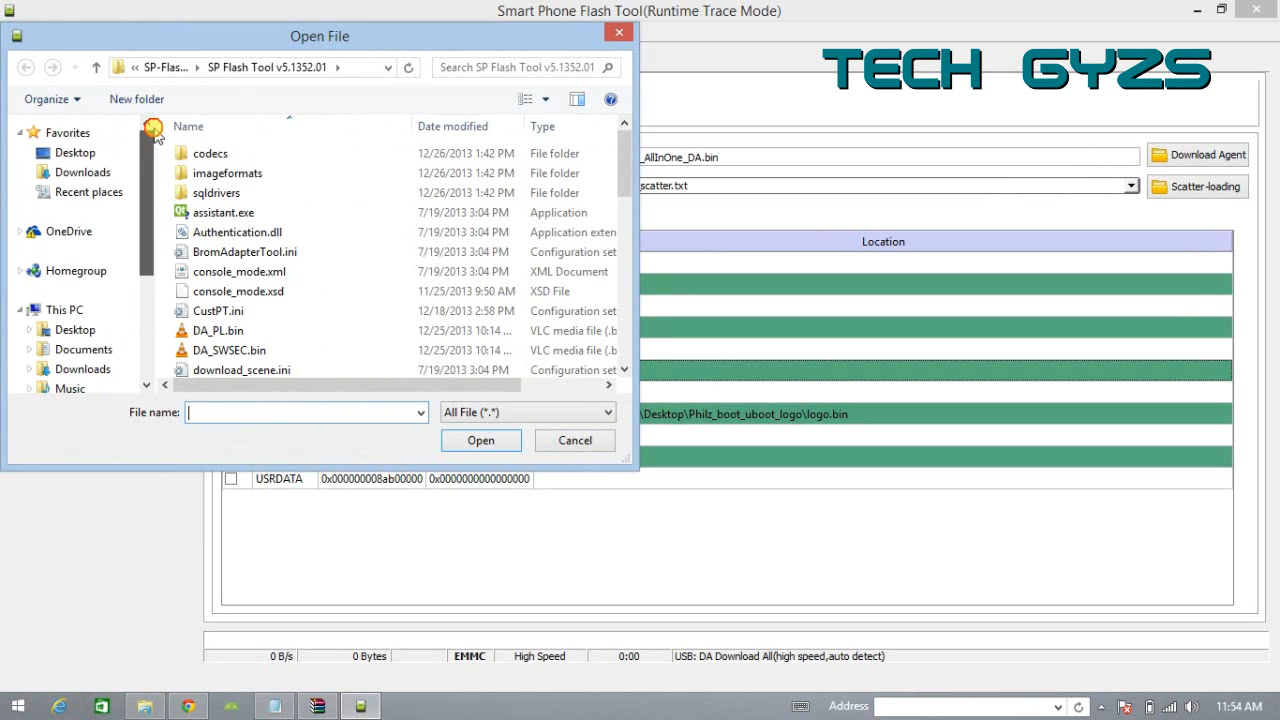 Smart Phone Flash Tool(Runtime Trace Mode)
Open File
TECH GYZS
« SP-Flas... SP Flash Tool v5.1352.01
Search SP Flash Tool v5.1352.01
Organize
New folder
Name
Date modified
Type
Favorites
Desktop
Downloads
Recent places
OneDrive
Homegroup
This PC
Desktop
Documents
Downloads
Music
codecs 12/26/2013 1:42 PM File folder
imageformats 12/26/2013 1:42 PM File folder
sqldrivers 12/26/2013 1:42 PM File folder
assistant.exe 7/19/2013 3:04 PM Application
Authentication.dll 7/19/2013 3:04 PM Application exten
BromAdapterTool.ini 7/19/2013 3:04 PM Configuration set
console_mode.xml 7/19/2013 3:04 PM XML Document
console_mode.xsd 11/25/2013 9:50 AM XSD File
CustPT.ini 12/18/2013 2:58 PM Configuration set
DA_PL.bin 12/25/2013 10:14 ... VLC media file (.b
DA_SWSEC.bin 12/25/2013 10:14 ... VLC media file (.b
download_scene.ini 7/19/2013 3:04 PM Configuration set
File name:
All File (*.*)
Open
Cancel
_AllInOne_DA.bin
Download Agent
scatter.txt
Scatter-loading
Location
\Desktop\Philz_boot_uboot_logo\logo.bin
USRDATA 0x000000008ab00000 0x0000000000000000
0 B/s 0 Bytes EMMC High Speed 0:00 USB: DA Download All(high speed,auto detect)
Address
11:54 AM